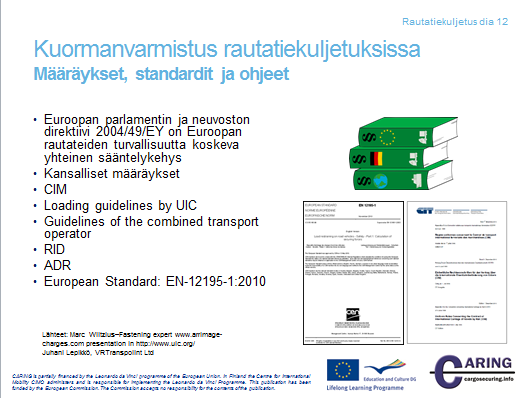 Rautatiekuljetus dia 12
Kuormanvarmistus rautatiekuljetuksissa
Määräykset, standardit ja ohjeet
• Euroopan parlamentin ja neuvoston
direktiivi 2004/49/EY on Euroopan
rautateiden turvallisuutta koskeva
yhteinen sääntelykehys
• Kansalliset määräykset
• CIM
• Loading guidelines by UIC
• Guidelines of the combined transport
operator
• RID
• ADR
• European Standard: EN-12195-1:2010
EN-12195-1
CIT
cen
Lähteet: Marc Wiltzius–Fastening expert www.arrimage-
charges.com presentation in http://www.uic.org/
Juhani Lepikkö, VRTranspoint Ltd
CARING is partially financed by the Leonardo da Vinci programme of the European Union. In Finland the Centre for International
Mobility CIMO administers and is responsible for implementing the Leonardo da Vinci Programme. This publication has been
funded by the European Commission. The Commission accepts no responsibility for the contents of the publication.
Education and Culture DG
Lifelong Learning Programme
CARING
cargosecuring.info